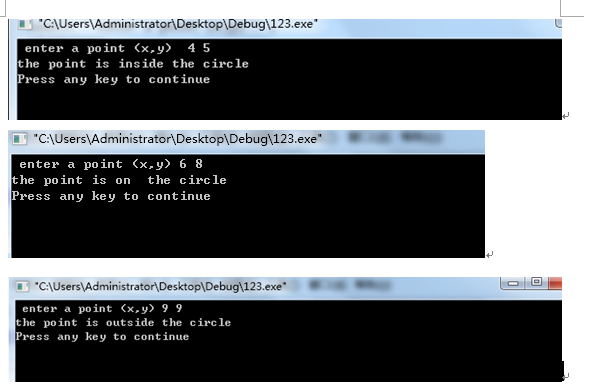 "C:\Users\Administrator\Desktop\Debug\123.exe"
enter a point (x,y)  4 5
the point is inside the circle
Press any key to continue
"C:\Users\Administrator\Desktop\Debug\123.exe"
enter a point (x,y) 6 8
the point is on  the circle
Press any key to continue
"C:\Users\Administrator\Desktop\Debug\123.exe"
enter a point (x,y) 9 9
the point is outside the circle
Press any key to continue